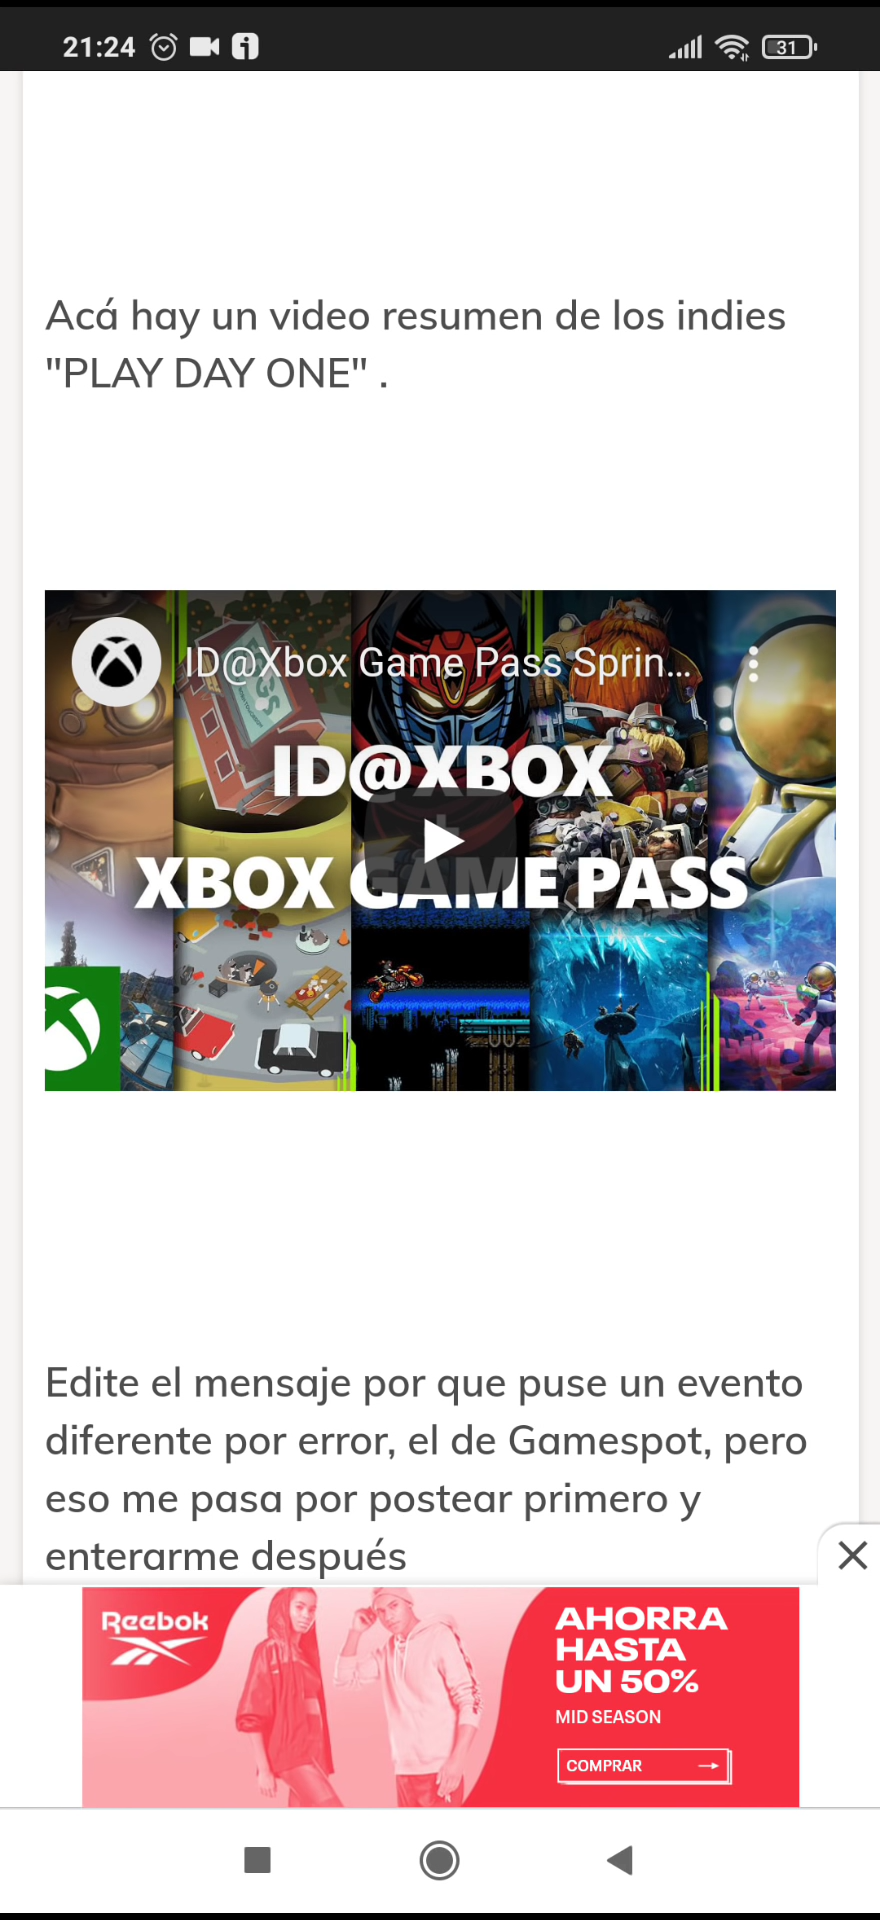 21:24
31
Acá hay un video resumen de los indies
"PLAY DAY ONE" .
ID@Xbox Game Pass Sprin...
ID@XBOX
XBOX GAME PASS
Edite el mensaje por que puse un evento
diferente por error, el de Gamespot, pero
eso me pasa por postear primero y
enterarme después
Reebok
AHORRA
HASTA
UN 50%
MID SEASON
COMPRAR